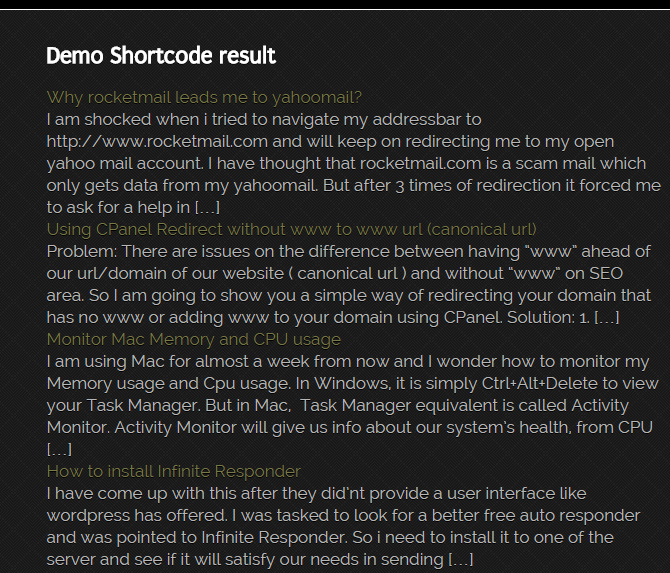 Demo Shortcode result
Why rocketmail leads me to yahoomail?
I am shocked when i tried to navigate my addressbar to
http://www.rocketmail.com and will keep on redirecting me to my open
yahoo mail account. I have thought that rocketmail.com is a scam mail which
only gets data from my yahoomail. But after 3 times of redirection it forced me
to ask for a help in […]
Using CPanel Redirect without www to www url (canonical url)
Problem: There are issues on the difference between having “www” ahead of
our url/domain of our website ( canonical url ) and without “www” on SEO
area. So I am going to show you a simple way of redirecting your domain that
has no www or adding www to your domain using CPanel. Solution: 1. […]
Monitor Mac Memory and CPU usage
I am using Mac for almost a week from now and I wonder how to monitor my
Memory usage and Cpu usage. In Windows, it is simply Ctrl+Alt+Delete to view
your Task Manager. But in Mac,  Task Manager equivalent is called Activity
Monitor. Activity Monitor will give us info about our system’s health, from CPU
[…]
How to install Infinite Responder
I have come up with this after they did’nt provide a user interface like
wordpress has offered. I was tasked to look for a better free auto responder
and was pointed to Infinite Responder. So i need to install it to one of the
server and see if it will satisfy our needs in sending […]